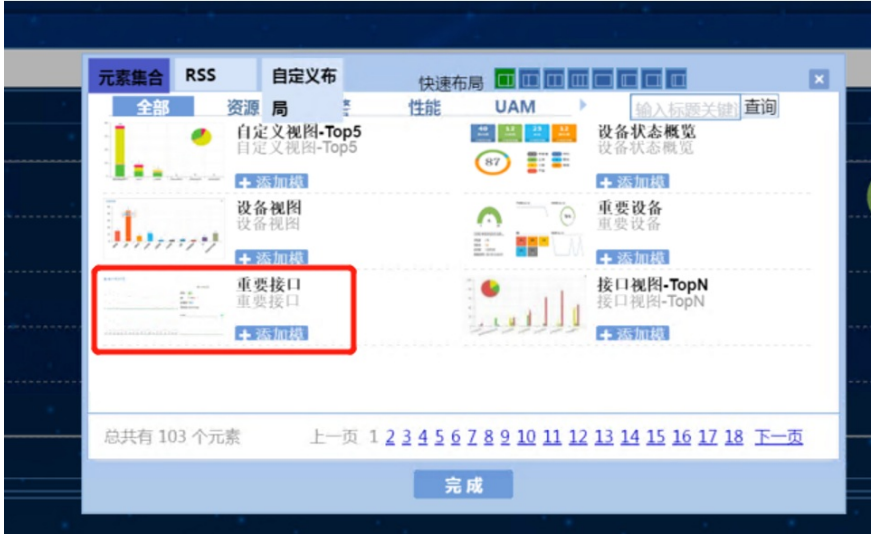 元素集合 RSS 自定义布局 快速布局
全部 资源 性能 UAM 输入标题关键 查询
自定义视图-Top5
自定义视图-Top5
添加模
设备状态概览
设备状态概览
87
添加模
设备视图
设备视图
添加模
重要设备
重要设备
添加模
重要接口
重要接口
添加模
接口视图-TopN
接口视图-TopN
添加模
总共有 103 个元素 上一页 1 2 3 4 5 6 7 8 9 10 11 12 13 14 15 16 17 18 下一页
完成